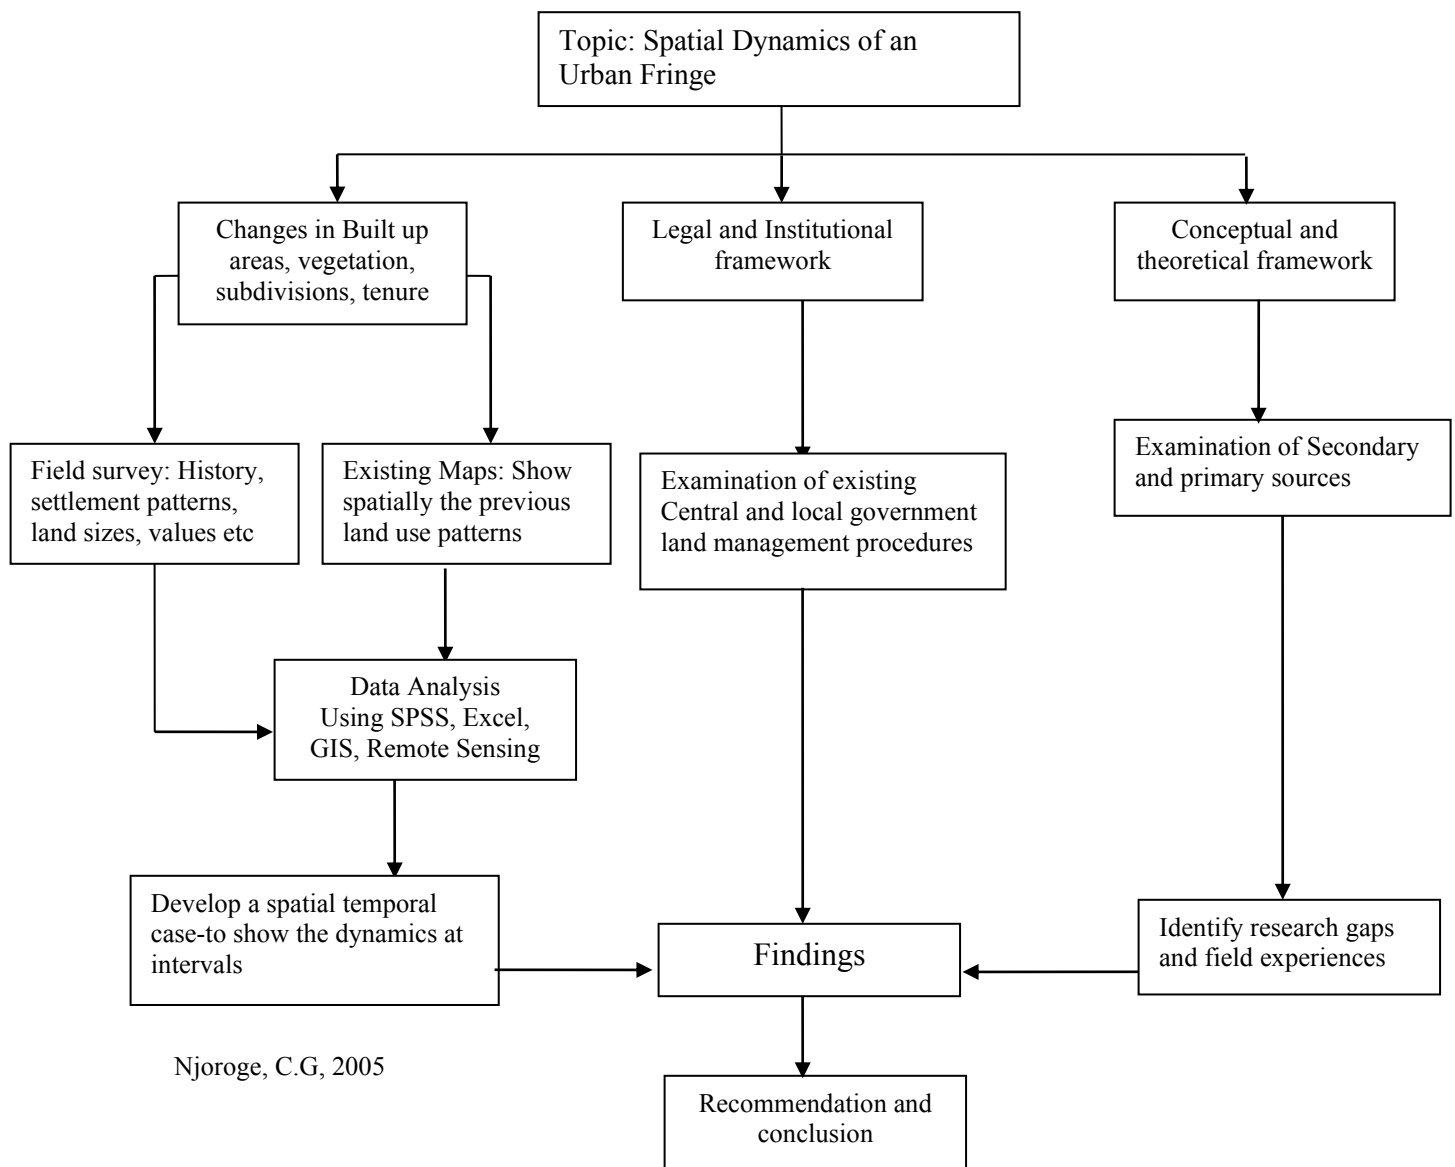 Topic: Spatial Dynamics of an
Urban Fringe
Changes in Built up
areas, vegetation,
subdivisions, tenure
Legal and Institutional
framework
Conceptual and
theoretical framework
Field survey: History,
settlement patterns,
land sizes, values etc
Existing Maps: Show
spatially the previous
land use patterns
Examination of existing
Central and local government
land management procedures
Examination of Secondary
and primary sources
Data Analysis
Using SPSS, Excel,
GIS, Remote Sensing
Develop a spatial temporal
case-to show the dynamics at
intervals
Findings
Identify research gaps
and field experiences
Njoroge, C.G, 2005
Recommendation and
conclusion